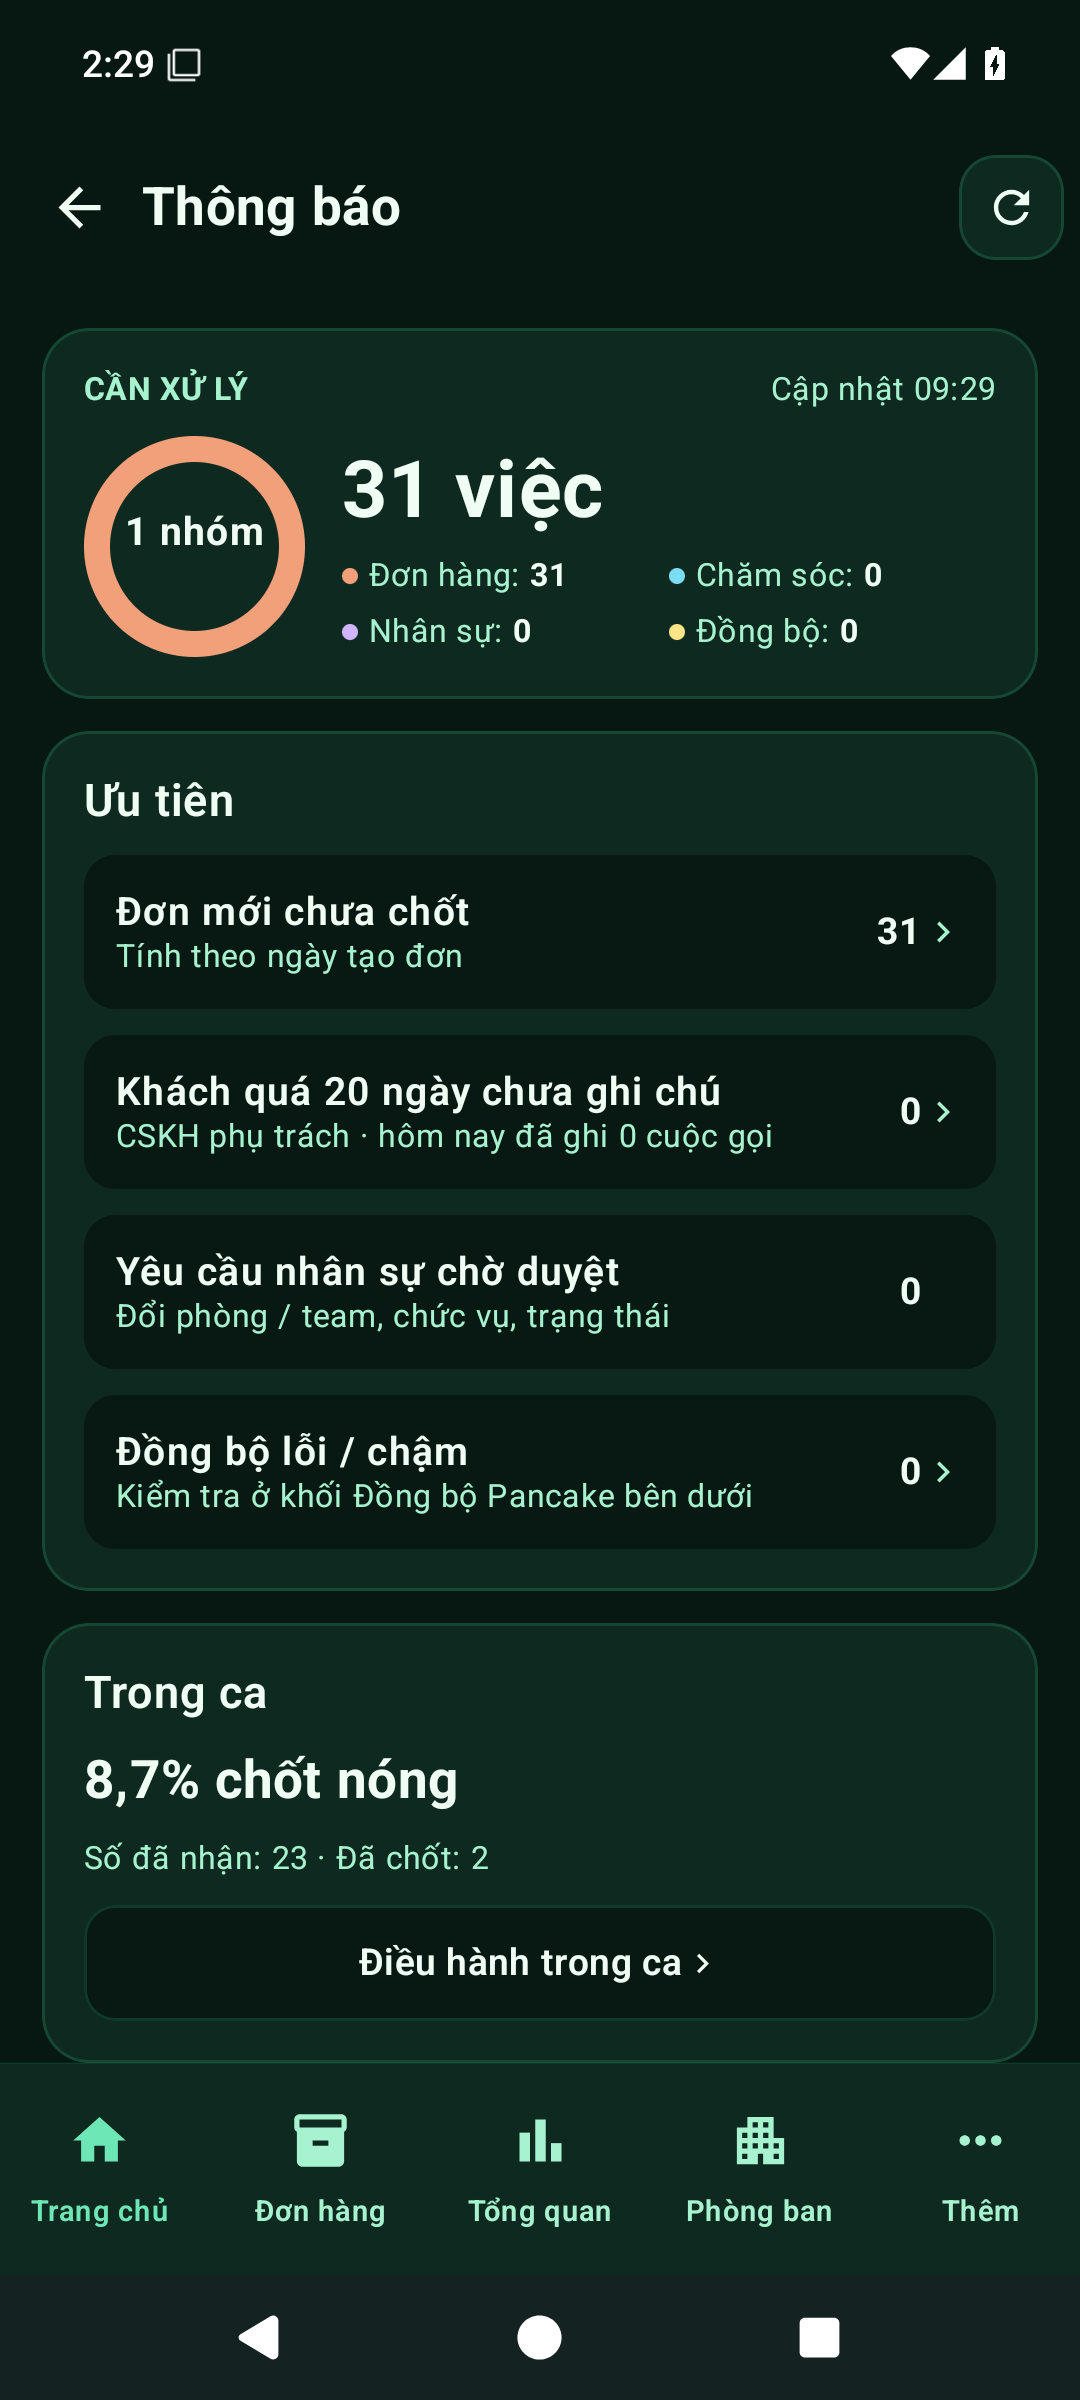 2:29
Thông báo
CẦN XỬ LÝ
Cập nhật 09:29
1 nhóm
31 việc
Đơn hàng: 31
Chăm sóc: 0
Nhân sự: 0
Đồng bộ: 0
Ưu tiên
Đơn mới chưa chốt
Tính theo ngày tạo đơn
31
Khách quá 20 ngày chưa ghi chú
CSKH phụ trách · hôm nay đã ghi 0 cuộc gọi
0
Yêu cầu nhân sự chờ duyệt
Đổi phòng / team, chức vụ, trạng thái
0
Đồng bộ lỗi / chậm
Kiểm tra ở khối Đồng bộ Pancake bên dưới
0
Trong ca
8,7% chốt nóng
Số đã nhận: 23 · Đã chốt: 2
Điều hành trong ca
Trang chủ
Đơn hàng
Tổng quan
Phòng ban
Thêm